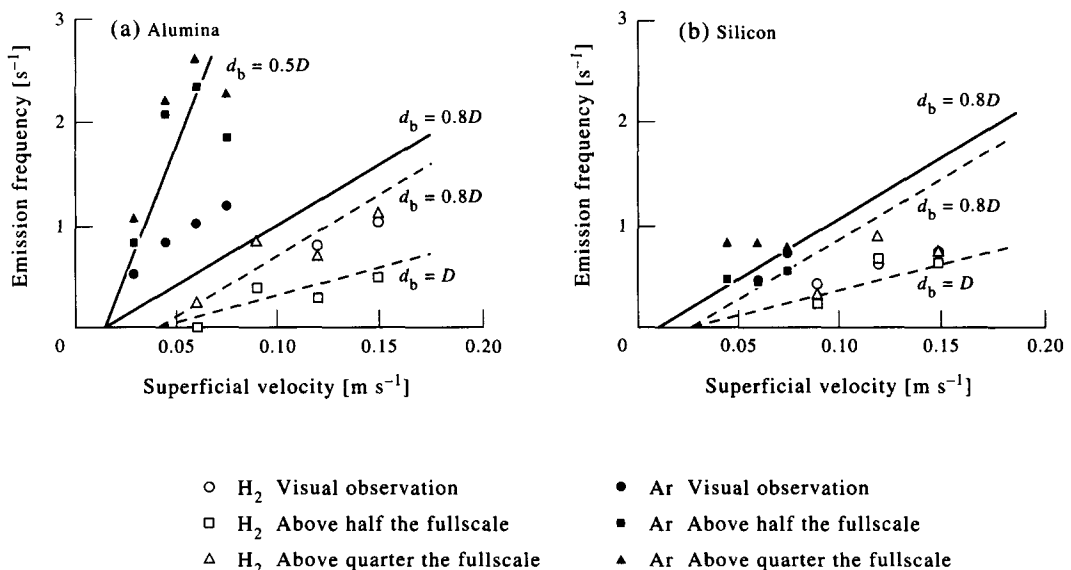 (a) Alumina
Emission frequency [s⁻¹]
3
2
1
0
0.05
0.10
0.15
0.20
Superficial velocity [m s⁻¹]
d_b = 0.5D
d_b = 0.8D
d_b = 0.8D
d_b = D
(b) Silicon
Emission frequency [s⁻¹]
3
2
1
0
0.05
0.10
0.15
0.20
Superficial velocity [m s⁻¹]
d_b = 0.8D
d_b = 0.8D
d_b = D
H₂ Visual observation
H₂ Above half the fullscale
H₂ Above quarter the fullscale
Ar Visual observation
Ar Above half the fullscale
Ar Above quarter the fullscale